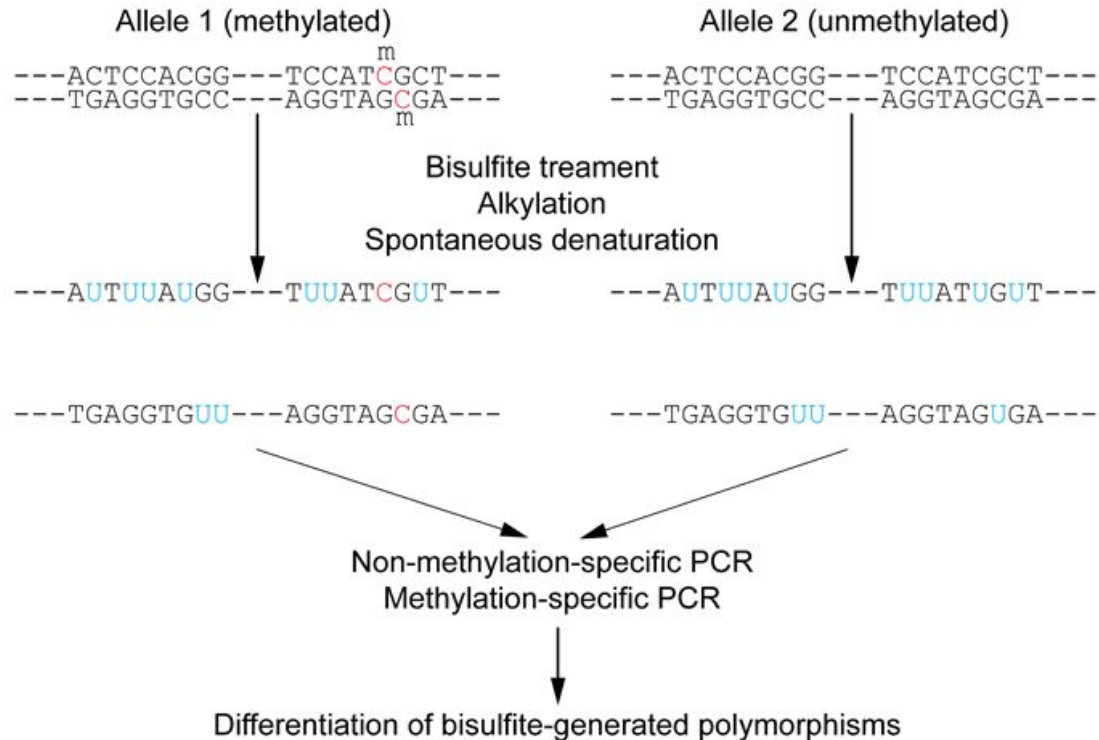 Allele 1 (methylated)
Allele 2 (unmethylated)
m
---ACTCCACGG---TCCATCGCT---
---TGAGGTGCC---AGGTAGCGA---
m
---ACTCCACGG---TCCATCGCT---
---TGAGGTGCC---AGGTAGCGA---
Bisulfite treament
Alkylation
Spontaneous denaturation
---AUTUUAUGG---TUUATCGUT---
---AUTUUAUGG---TUUATUGUT---
---TGAGGTGUU---AGGTAGCGA---
---TGAGGTGUU---AGGTAGUGA---
Non-methylation-specific PCR
Methylation-specific PCR
Differentiation of bisulfite-generated polymorphisms